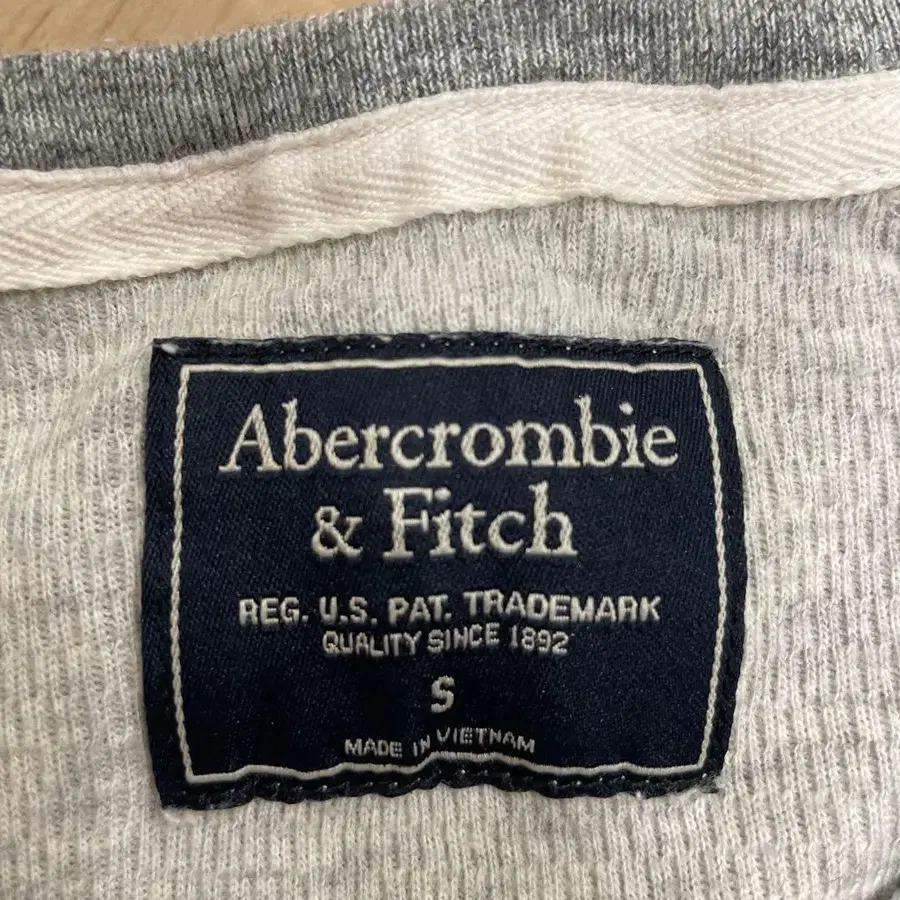 Abercrombie
& Fitch
REG. U.S. PAT. TRADEMARK
QUALITY SINCE 1892
S
MADE IN VIETNAM